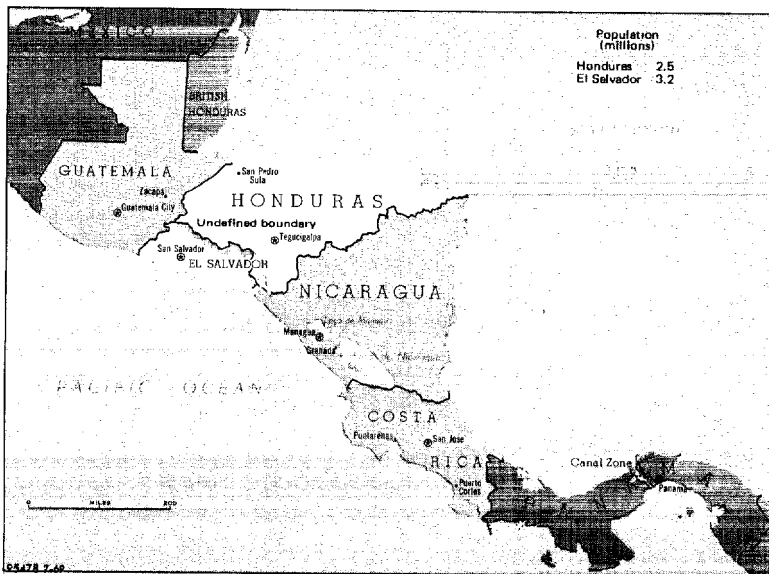 MEXICO
Population
(millions)
Honduras 2.5
El Salvador 3.2
BRITISH
HONDURAS
GUATEMALA
San Pedro
Sula
Zacapa
HONDURAS
Guatemala City
Undefined boundary
Tegucigalpa
San Salvador
EL SALVADOR
NICARAGUA
Managua
Granada
PACIFIC OCEAN
COSTA
Puntarenas
San José
RICA
Canal Zone
Puerto
Cortes
Panama
0 MILES 200
95478 7-69